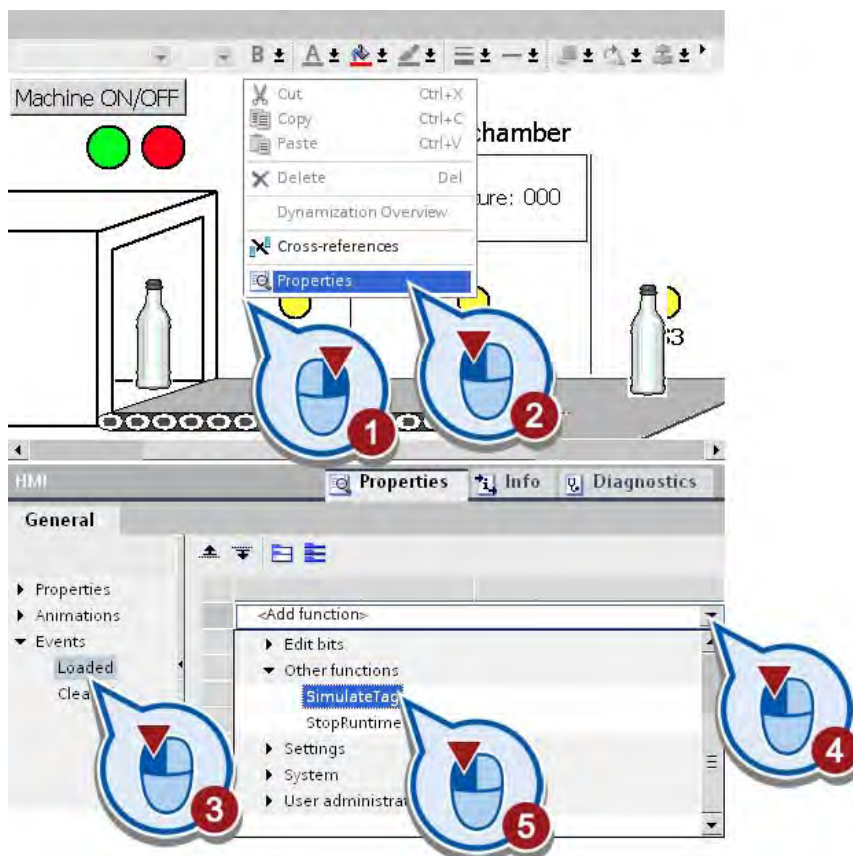 B A
Machine ON/OFF
Cut Ctrl+X
Copy Ctrl+C
Paste Ctrl+V
Delete Del
Dynamization Overview
Cross-references
Properties
chamber
ure: 000
S3
1
2
HMI
Properties Info Diagnostics
General
Properties
Animations
Events
Loaded
Clea
<Add function>
Edit bits
Other functions
SimulateTag
StopRuntime
Settings
System
User administrat
3
4
5